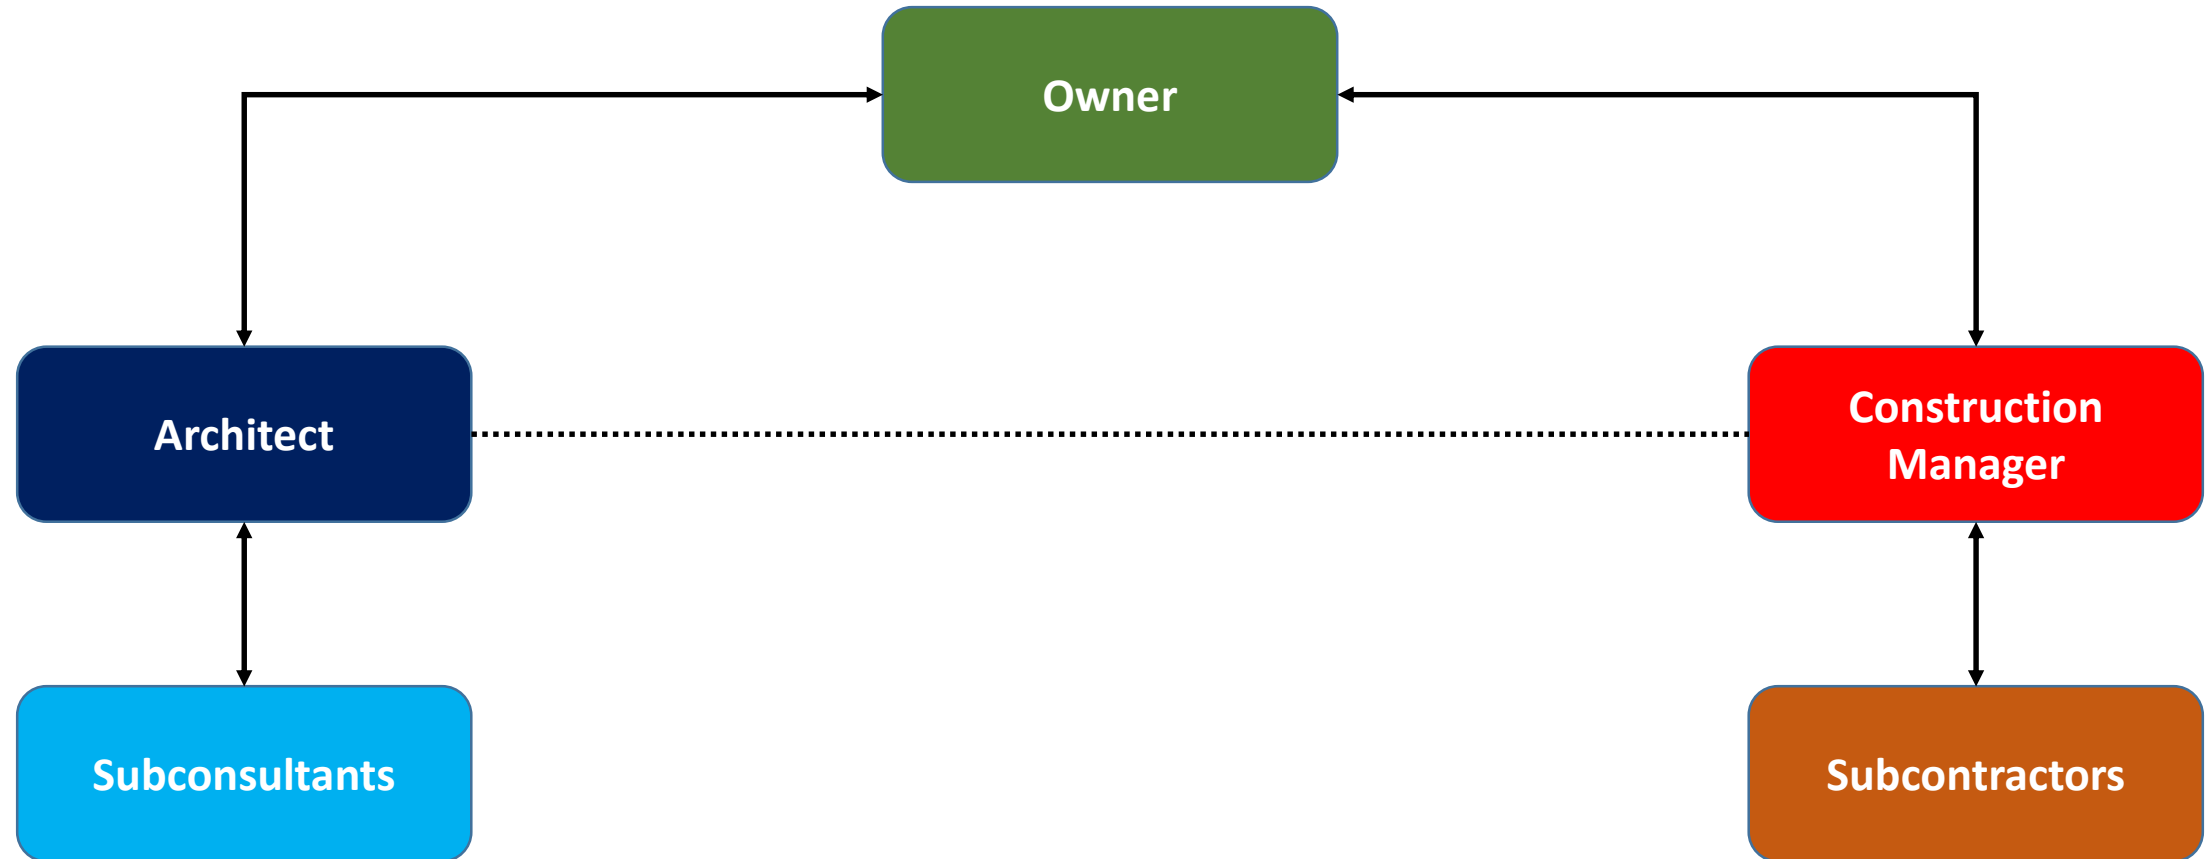 Owner
Architect
Construction
Manager
Subconsultants
Subcontractors